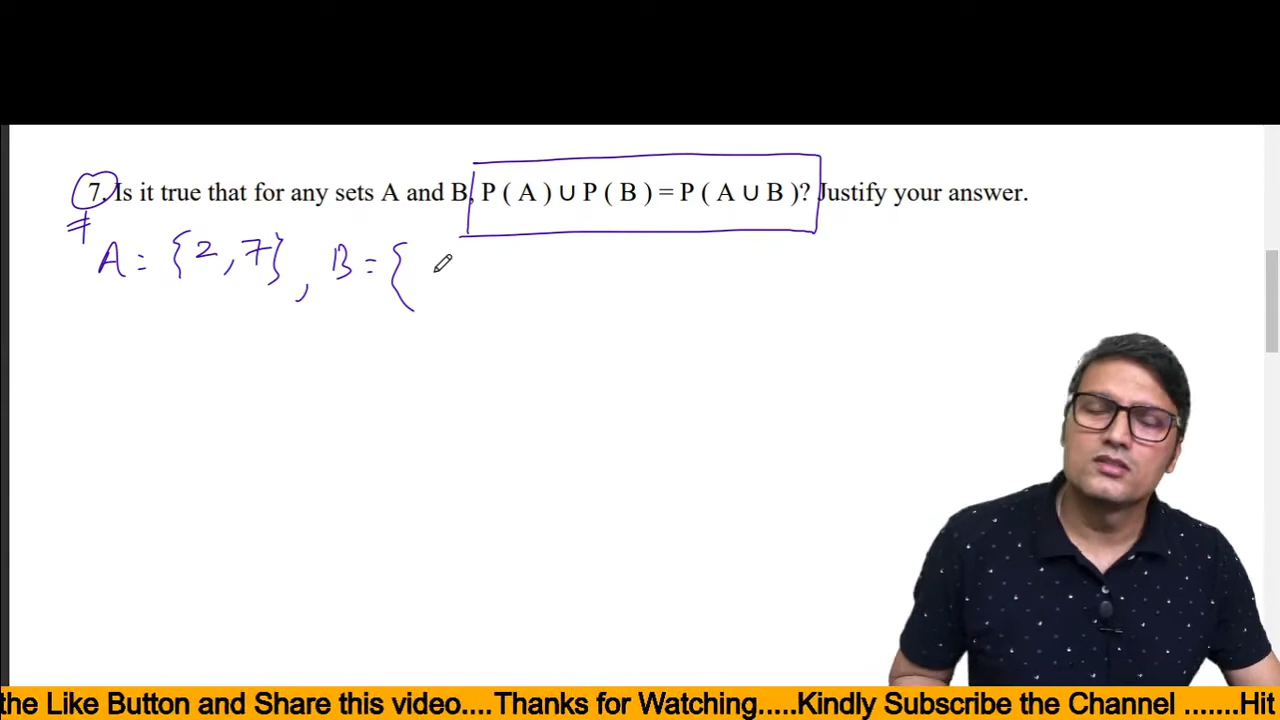 7. Is it true that for any sets A and B, P ( A ) ∪ P ( B ) = P ( A ∪ B )? Justify your answer.
A = {2, 7}, B = {
the Like Button and Share this video....Thanks for Watching.....Kindly Subscribe the Channel .......Hit